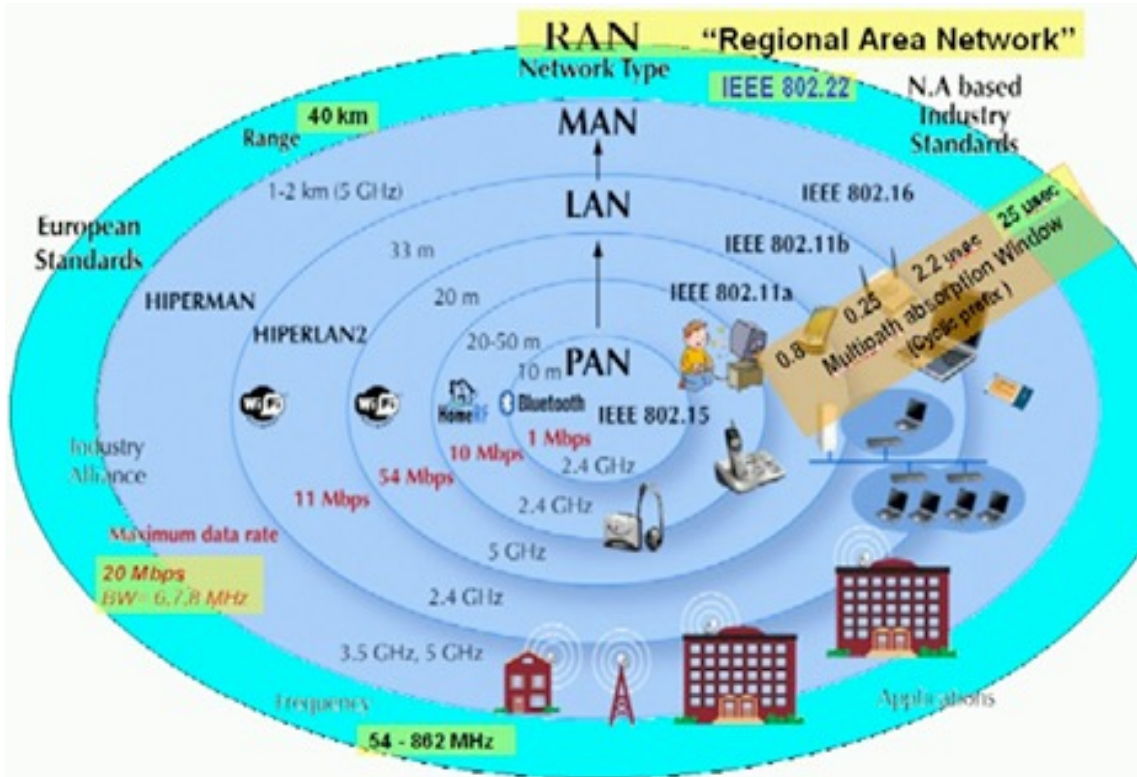 RAN “Regional Area Network”
Network Type
IEEE 802.22
N.A based
Industry
Standards
40 km
Range
MAN
1-2 km (5 GHz)
IEEE 802.16
25 usec
LAN
European
Standards
33 m
IEEE 802.11b
2.2 usec
HIPERMAN
20 m
IEEE 802.11a
0.25
Multipath absorption Window
(Cyclic prefix )
HIPERLAN2
20-50 m
0.8
PAN
10 m
WiFi
WiFi
HomeRF
Bluetooth
IEEE 802.15
1 Mbps
10 Mbps
2.4 GHz
Industry
Alliance
54 Mbps
11 Mbps
2.4 GHz
Maximum data rate
5 GHz
20 Mbps
BW= 6,7,8 MHz
2.4 GHz
3.5 GHz, 5 GHz
Frequency
Applications
54 - 862 MHz